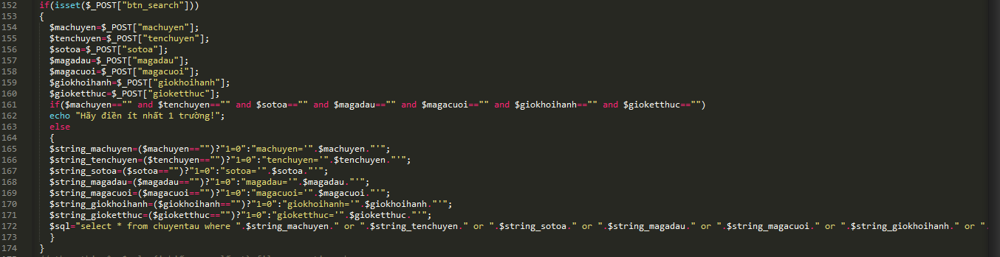 152 if(isset($_POST["btn_search"]))
153 {
154 $machuyen=$_POST["machuyen"];
155 $tenchuyen=$_POST["tenchuyen"];
156 $sotoa=$_POST["sotoa"];
157 $magadau=$_POST["magadau"];
158 $magacuoi=$_POST["magacuoi"];
159 $giokhoihanh=$_POST["giokhoihanh"];
160 $gioketthuc=$_POST["gioketthuc"];
161 if($machuyen=="" and $tenchuyen=="" and $sotoa=="" and $magadau=="" and $magacuoi=="" and $giokhoihanh=="" and $gioketthuc=="")
162 echo "Hãy điền ít nhất 1 trường!";
163 else
164 {
165 $string_machuyen=($machuyen=="")?"1=0":"machuyen='".$machuyen."'";
166 $string_tenchuyen=($tenchuyen=="")?"1=0":"tenchuyen='".$tenchuyen."'";
167 $string_sotoa=($sotoa=="")?"1=0":"sotoa='".$sotoa."'";
168 $string_magadau=($magadau=="")?"1=0":"magadau='".$magadau."'";
169 $string_magacuoi=($magacuoi=="")?"1=0":"magacuoi='".$magacuoi."'";
170 $string_giokhoihanh=($giokhoihanh=="")?"1=0":"giokhoihanh='".$giokhoihanh."'";
171 $string_gioketthuc=($gioketthuc=="")?"1=0":"gioketthuc='".$gioketthuc."'";
172 $sql="select * from chuyentau where ".$string_machuyen." or ".$string_tenchuyen." or ".$string_sotoa." or ".$string_magadau." or ".$string_magacuoi." or ".$string_giokhoihanh." or ".
173 }
174 }